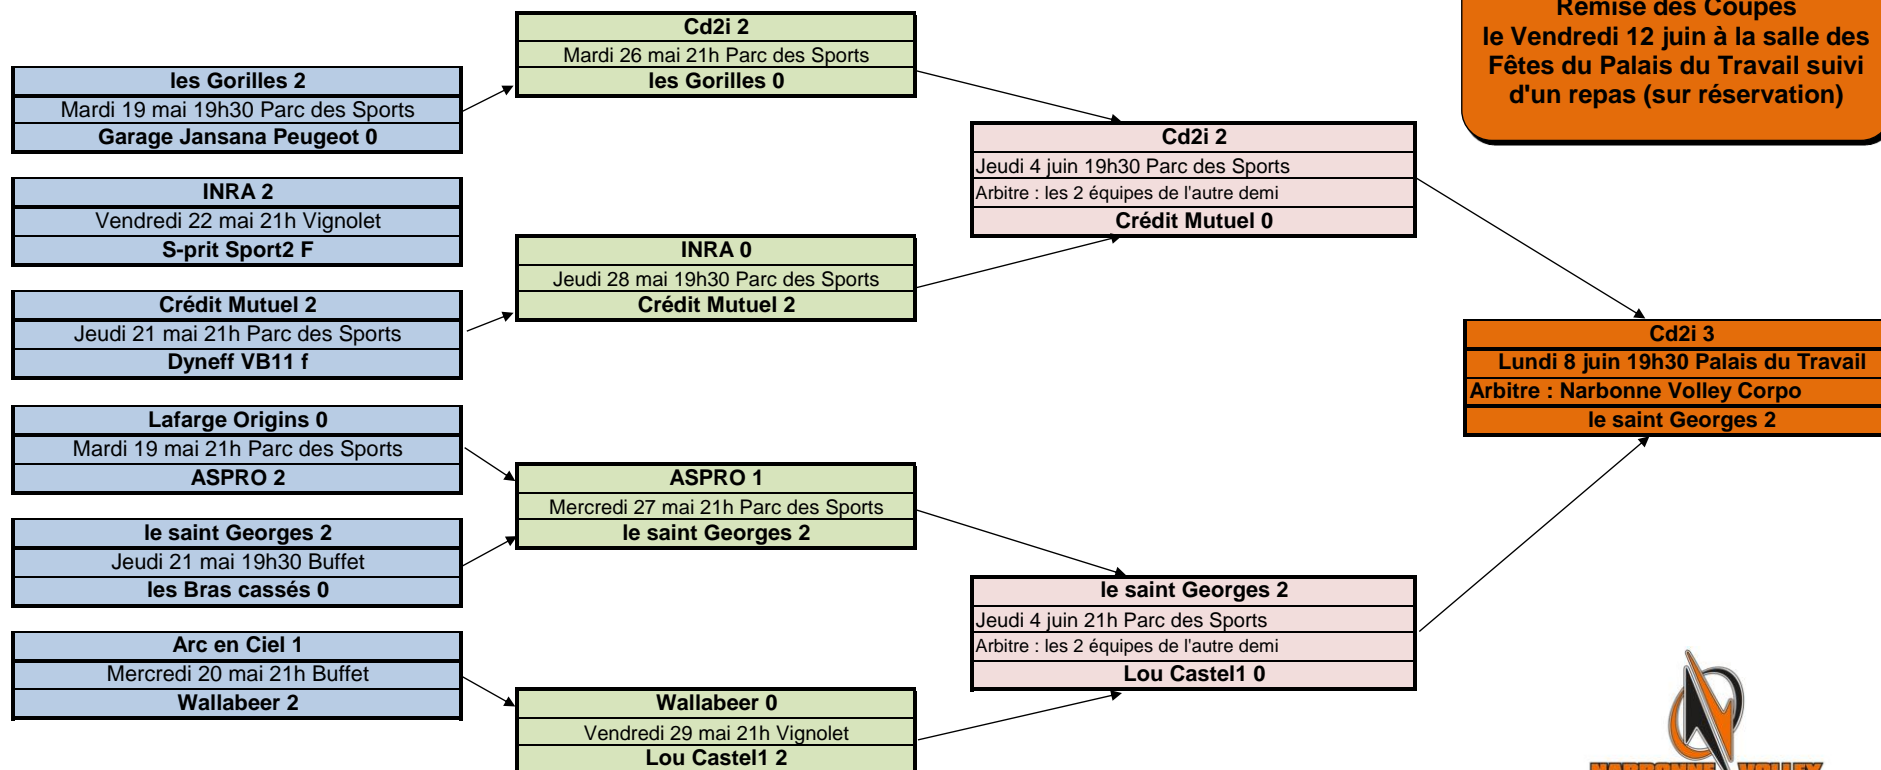 les Gorilles 2
Mardi 19 mai 19h30 Parc des Sports
Garage Jansana Peugeot 0
INRA 2
Vendredi 22 mai 21h Vignolet
S-prit Sport2 F
Crédit Mutuel 2
Jeudi 21 mai 21h Parc des Sports
Dyneff VB11 f
Lafarge Origins 0
Mardi 19 mai 21h Parc des Sports
ASPRO 2
le saint Georges 2
Jeudi 21 mai 19h30 Buffet
les Bras cassés 0
Arc en Ciel 1
Mercredi 20 mai 21h Buffet
Wallabeer 2
Cd2i 2
Mardi 26 mai 21h Parc des Sports
les Gorilles 0
INRA 0
Jeudi 28 mai 19h30 Parc des Sports
Crédit Mutuel 2
ASPRO 1
Mercredi 27 mai 21h Parc des Sports
le saint Georges 2
Wallabeer 0
Vendredi 29 mai 21h Vignolet
Lou Castel1 2
Cd2i 2
Jeudi 4 juin 19h30 Parc des Sports
Arbitre : les 2 équipes de l'autre demi
Crédit Mutuel 0
le saint Georges 2
Jeudi 4 juin 21h Parc des Sports
Arbitre : les 2 équipes de l'autre demi
Lou Castel1 0
Remise des Coupes
le Vendredi 12 juin à la salle des
Fêtes du Palais du Travail suivi
d'un repas (sur réservation)
Cd2i 3
Lundi 8 juin 19h30 Palais du Travail
Arbitre : Narbonne Volley Corpo
le saint Georges 2
NARBONNE VOLLEY